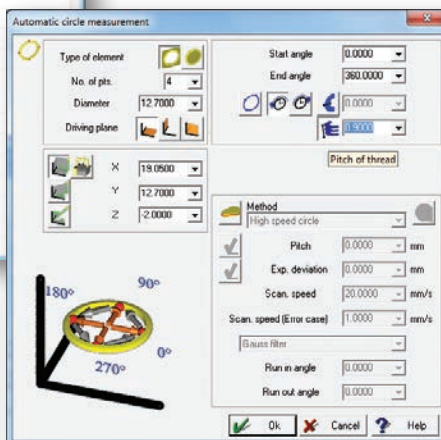 Automatic circle measurement
Type of element
No. of pts. 4
Diameter 12.7000
Driving plane
Start angle 0.0000
End angle 360.0000
0.0000
0.9000
Pitch of thread
X 19.0500
Y 12.7000
Z -2.0000
Method
High speed circle
Pitch 0.0000 mm
Exp. deviation 0.0000 mm
Scan. speed 20.0000 mm/s
Scan. speed (Error case) 1.0000 mm/s
Gauss filter
Run in angle 0.0000
Run out angle 0.0000
90°
180°
0°
270°
Ok Cancel ? Help